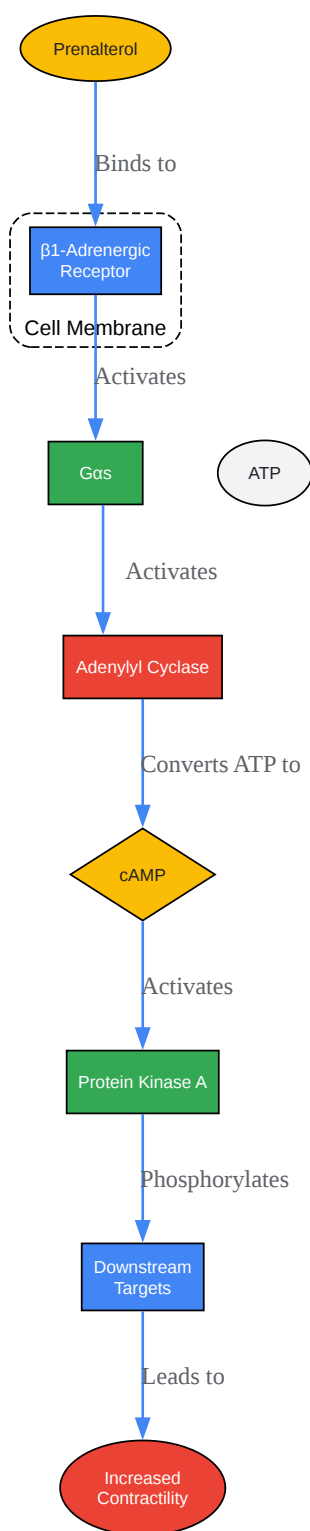 Prenalterol
Binds to
β1-Adrenergic
Receptor
Cell Membrane
Activates
Gαs
ATP
Activates
Adenylyl Cyclase
Converts ATP to
cAMP
Activates
Protein Kinase A
Phosphorylates
Downstream
Targets
Leads to
Increased
Contractility